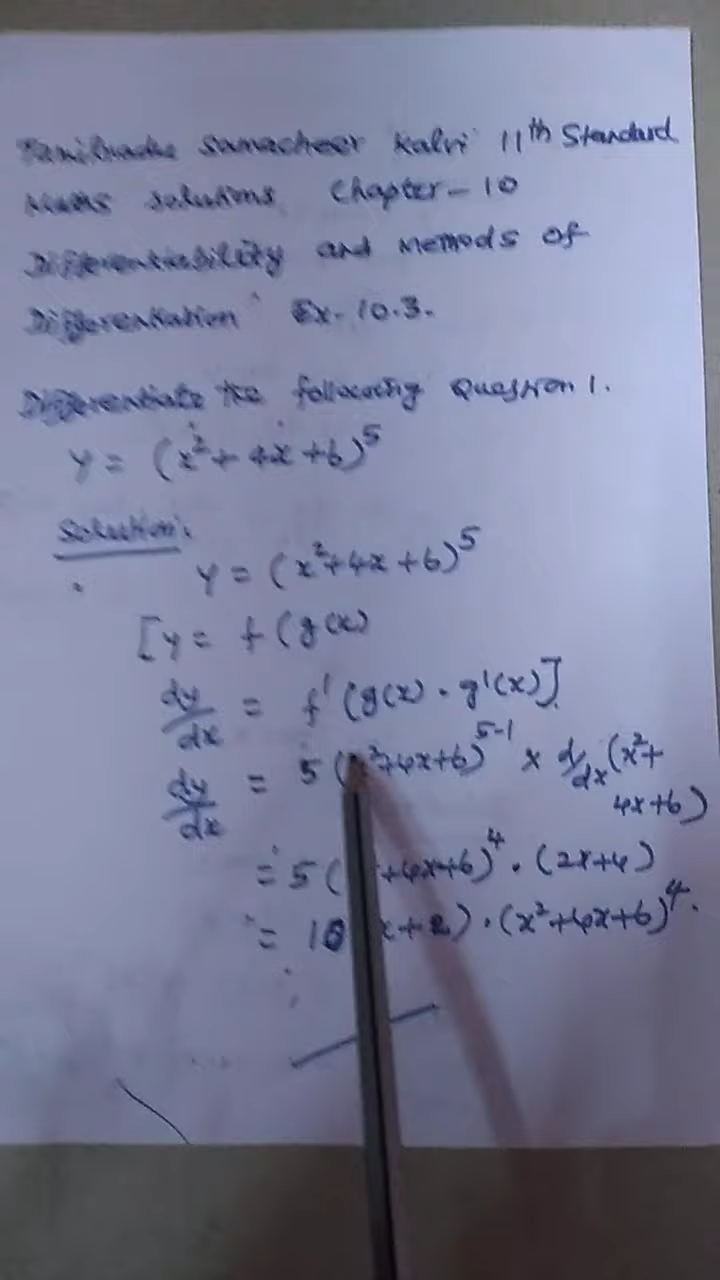 Tamilnadu Samacheer Kalvi 11th Standard
Maths solutions Chapter-10
Differentiability and Methods of
Differentiation Ex. 10.3.
Differentiate the following Question 1.
y = (x²+ 4x +6)⁵
Solution:
y = (x²+4x+6)⁵
[y = f(g(x)
dy/dx = f'(g(x) . g'(x)]
dy/dx = 5(x²+4x+6)⁵⁻¹ x d/dx (x²+
4x+6)
= 5( +4x+6)⁴ . (2x+4)
= 10 x+2) . (x²+4x+6)⁴.